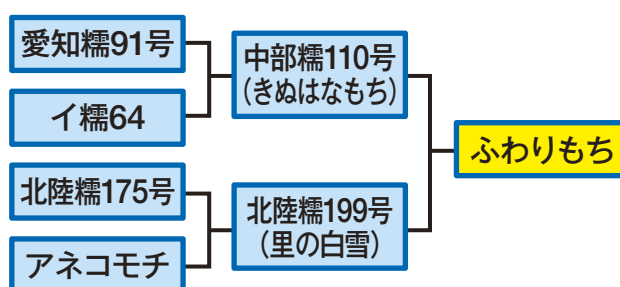 愛知糯91号
イ糯64
北陸糯175号
アネコモチ
中部糯110号
(きぬはなもち)
北陸糯199号
(里の白雪)
ふわりもち